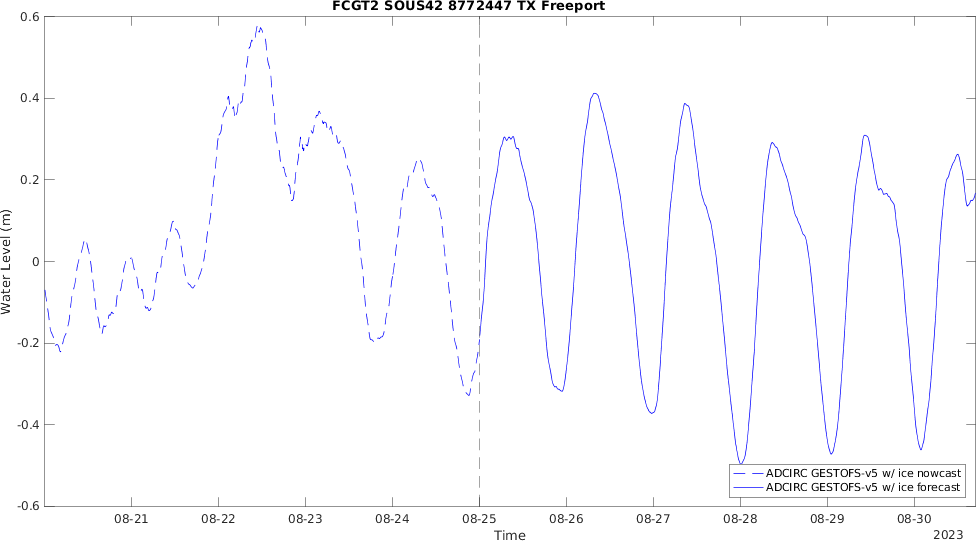 FCGT2 SOUS42 8772447 TX Freeport
0.6
0.4
0.2
0
-0.2
-0.4
-0.6
Water Level (m)
ADCIRC GESTOFS-v5 w/ ice nowcast
ADCIRC GESTOFS-v5 w/ ice forecast
08-21 08-22 08-23 08-24 08-25 08-26 08-27 08-28 08-29 08-30
Time
2023